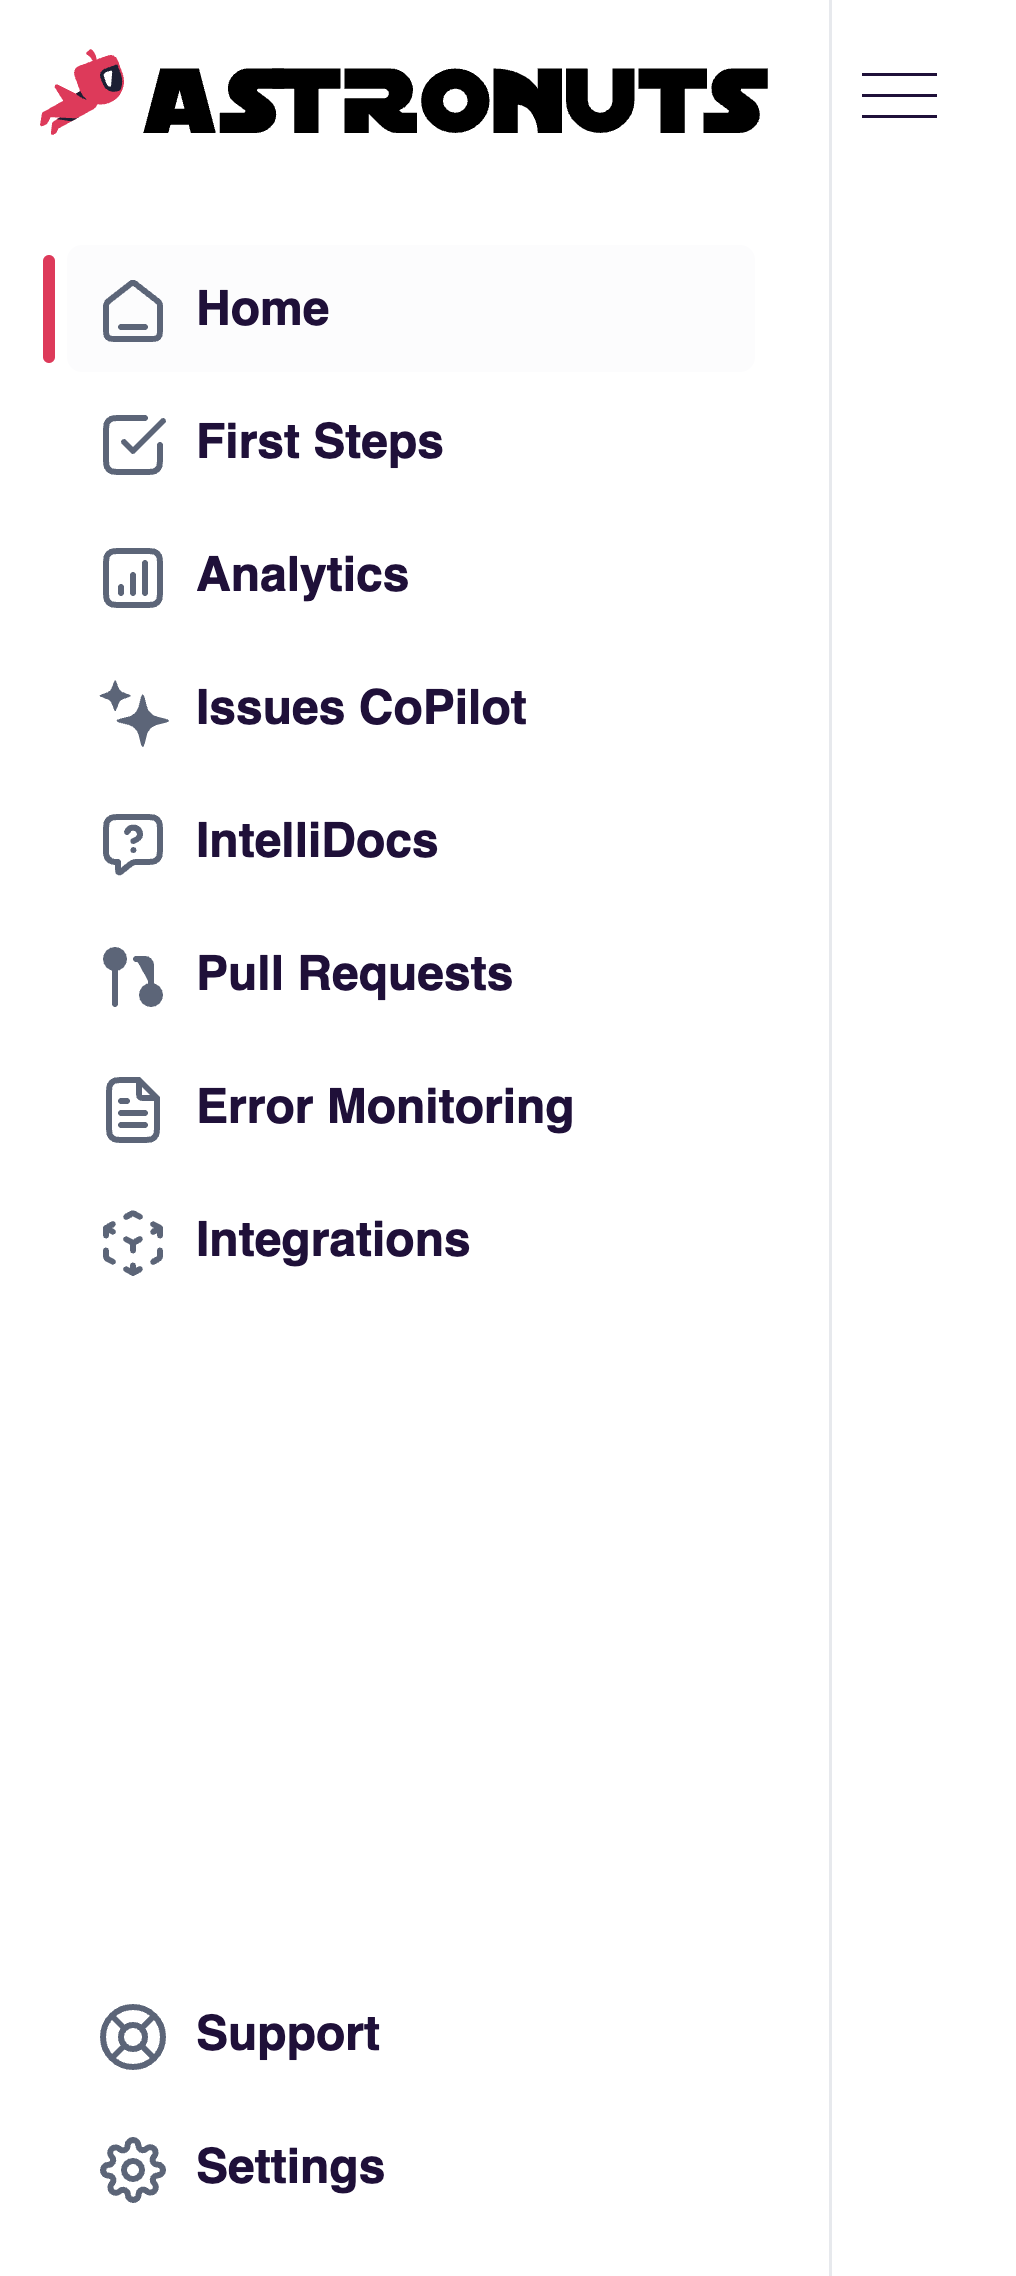 ASTRONUTS
Home
First Steps
Analytics
Issues CoPilot
IntelliDocs
Pull Requests
Error Monitoring
Integrations
Support
Settings